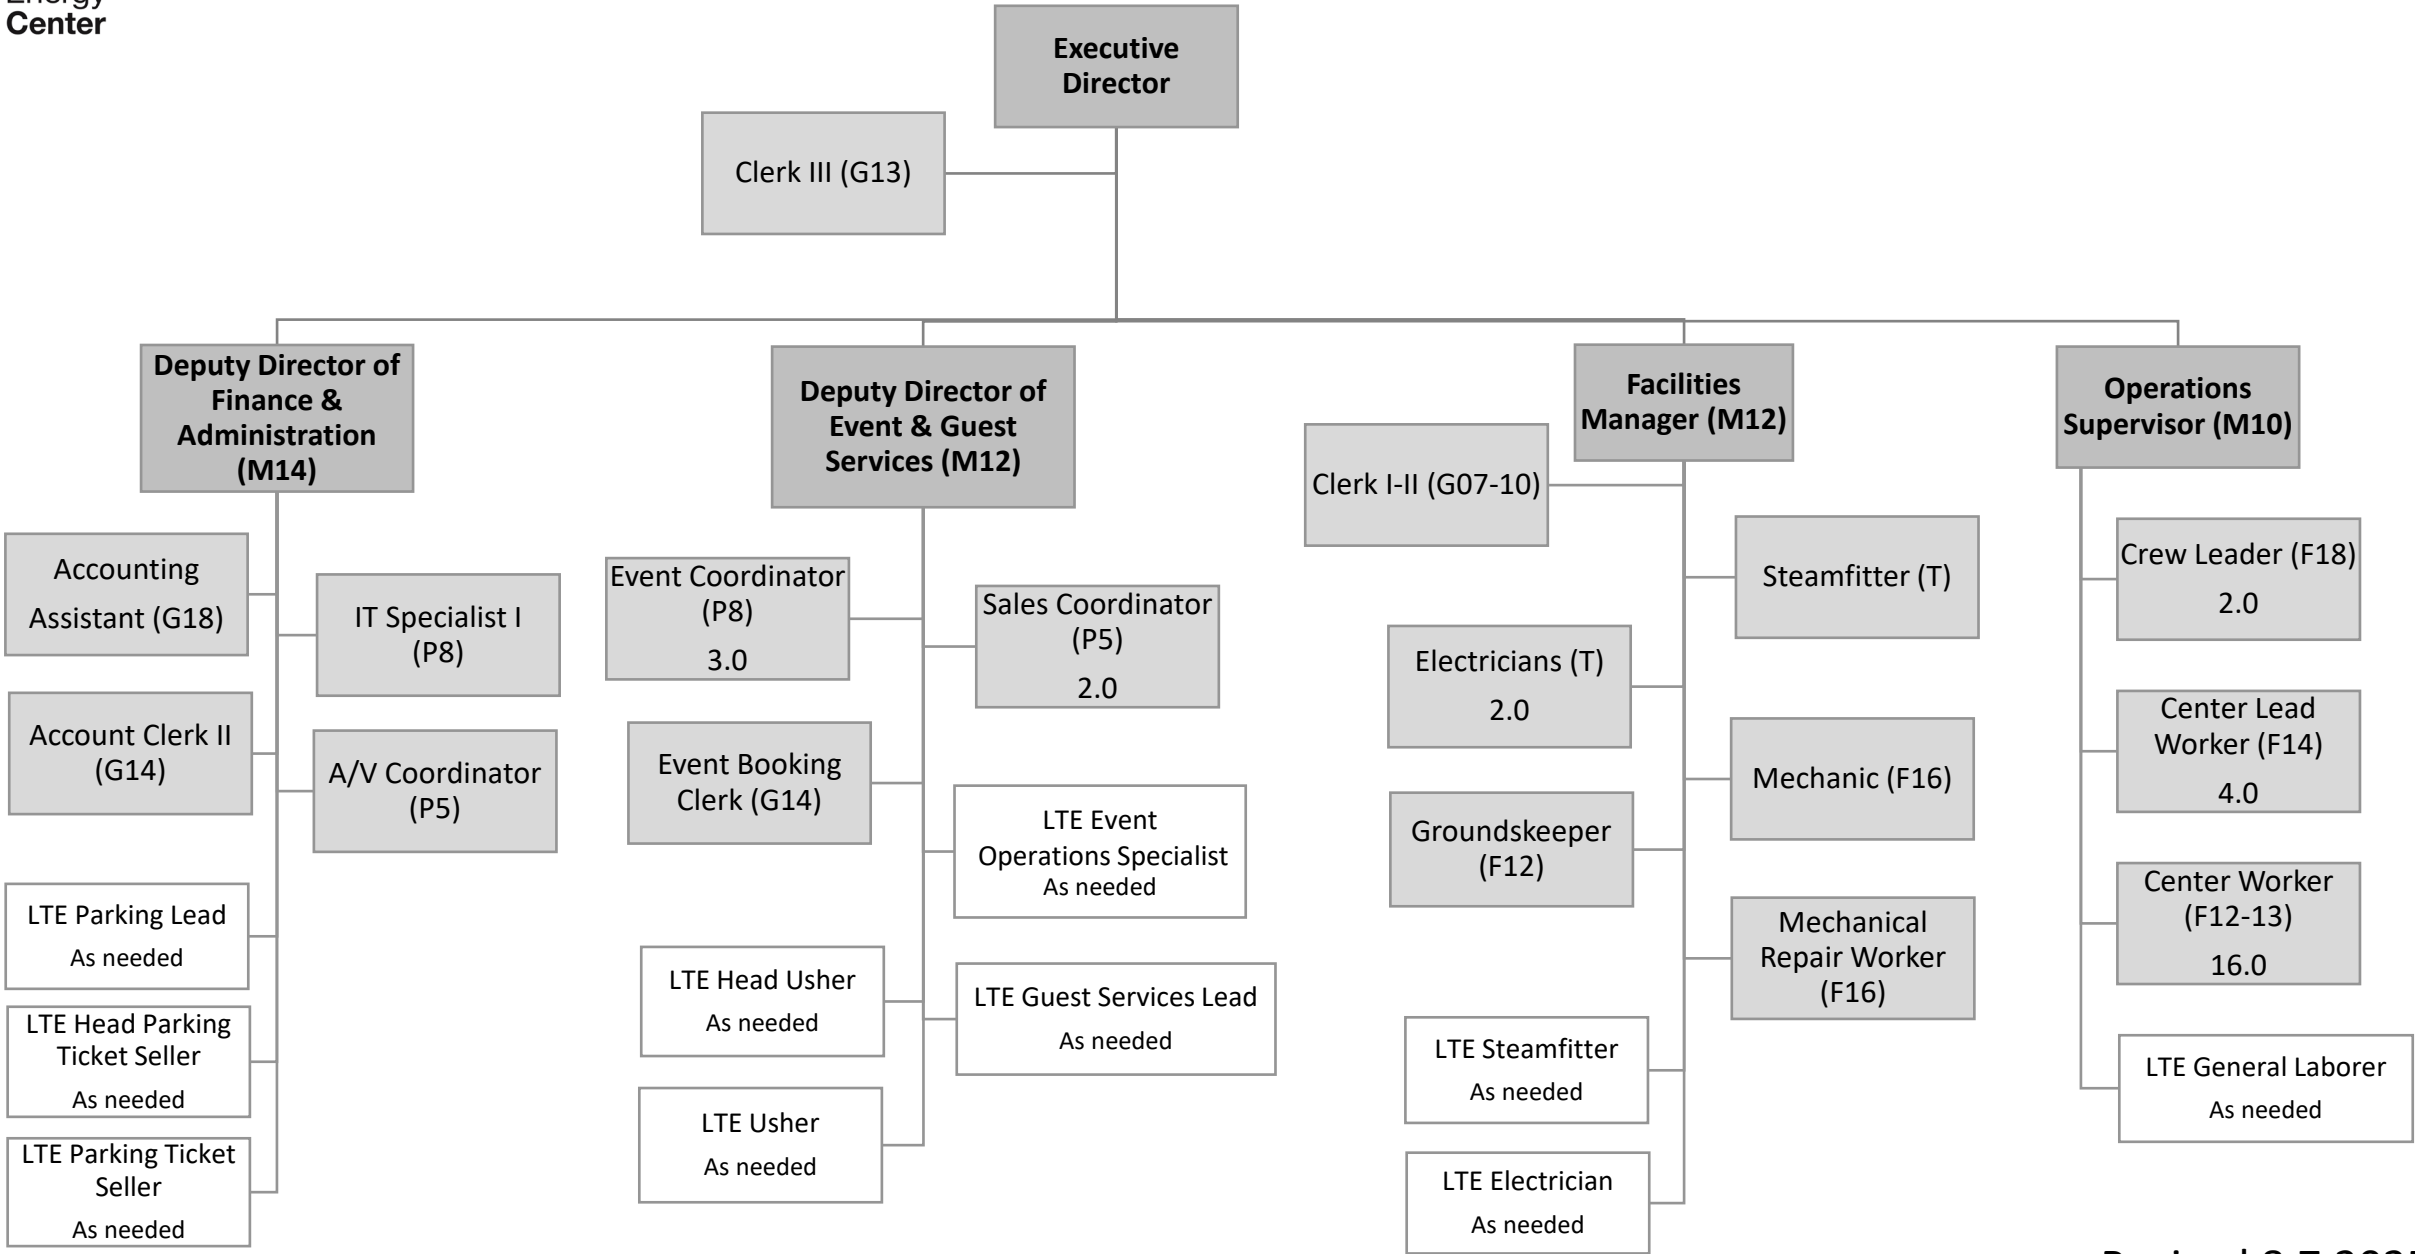 Center
Executive
Director
Clerk III (G13)
Deputy Director of
Finance &
Administration
(M14)
Accounting
Assistant (G18)
IT Specialist I
(P8)
Account Clerk II
(G14)
A/V Coordinator
(P5)
LTE Parking Lead
As needed
LTE Head Parking
Ticket Seller
As needed
LTE Parking Ticket
Seller
As needed
Deputy Director of
Event & Guest
Services (M12)
Event Coordinator
(P8)
3.0
Sales Coordinator
(P5)
2.0
Event Booking
Clerk (G14)
LTE Event
Operations Specialist
As needed
LTE Head Usher
As needed
LTE Guest Services Lead
As needed
LTE Usher
As needed
Facilities
Manager (M12)
Clerk I-II (G07-10)
Steamfitter (T)
Electricians (T)
2.0
Mechanic (F16)
Groundskeeper
(F12)
Mechanical
Repair Worker
(F16)
LTE Steamfitter
As needed
LTE Electrician
As needed
Operations
Supervisor (M10)
Crew Leader (F18)
2.0
Center Lead
Worker (F14)
4.0
Center Worker
(F12-13)
16.0
LTE General Laborer
As needed